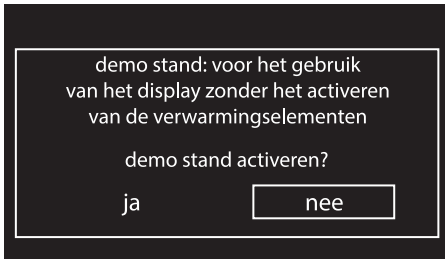 demo stand: voor het gebruik
van het display zonder het activeren
van de verwarmingselementen
demo stand activeren?
ja nee